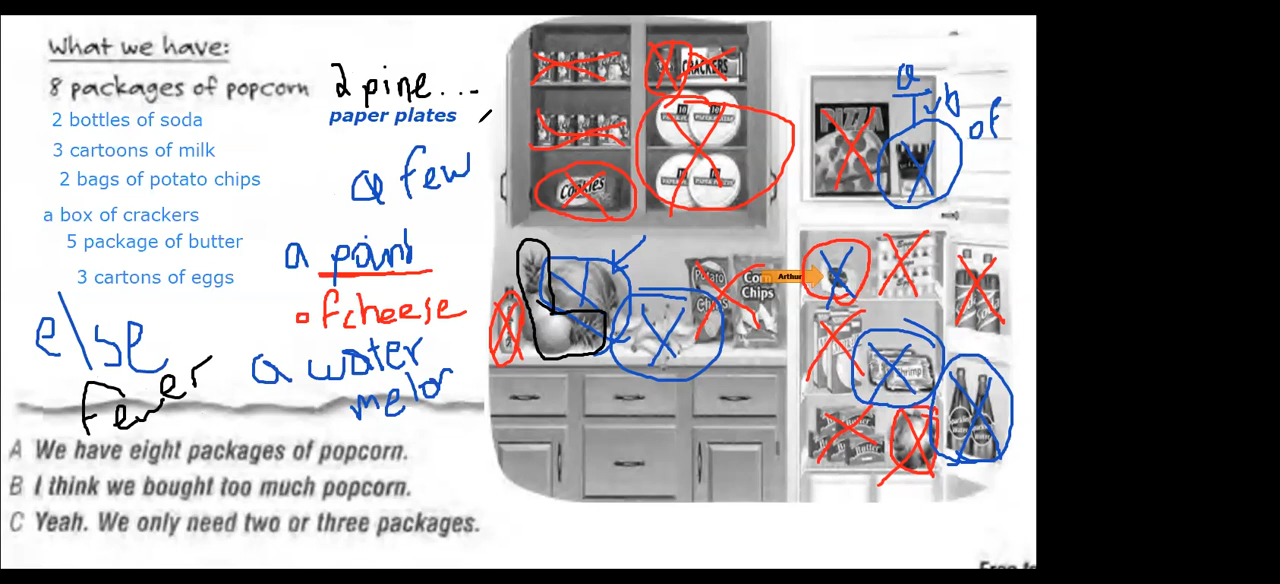 What we have:
8 packages of popcorn
2 pine...
paper plates
2 bottles of soda
3 cartoons of milk
2 bags of potato chips
a few
a box of crackers
5 package of butter
3 cartons of eggs
a paint
of cheese
else
a water
melon
Fewer
A We have eight packages of popcorn.
B I think we bought too much popcorn.
C Yeah. We only need two or three packages.
CRACKERS
10
10
Cookies
PIZZA
a
Tub
of
Potato
Chips
Corn
Chips
Arthur
Shrimp
Butter